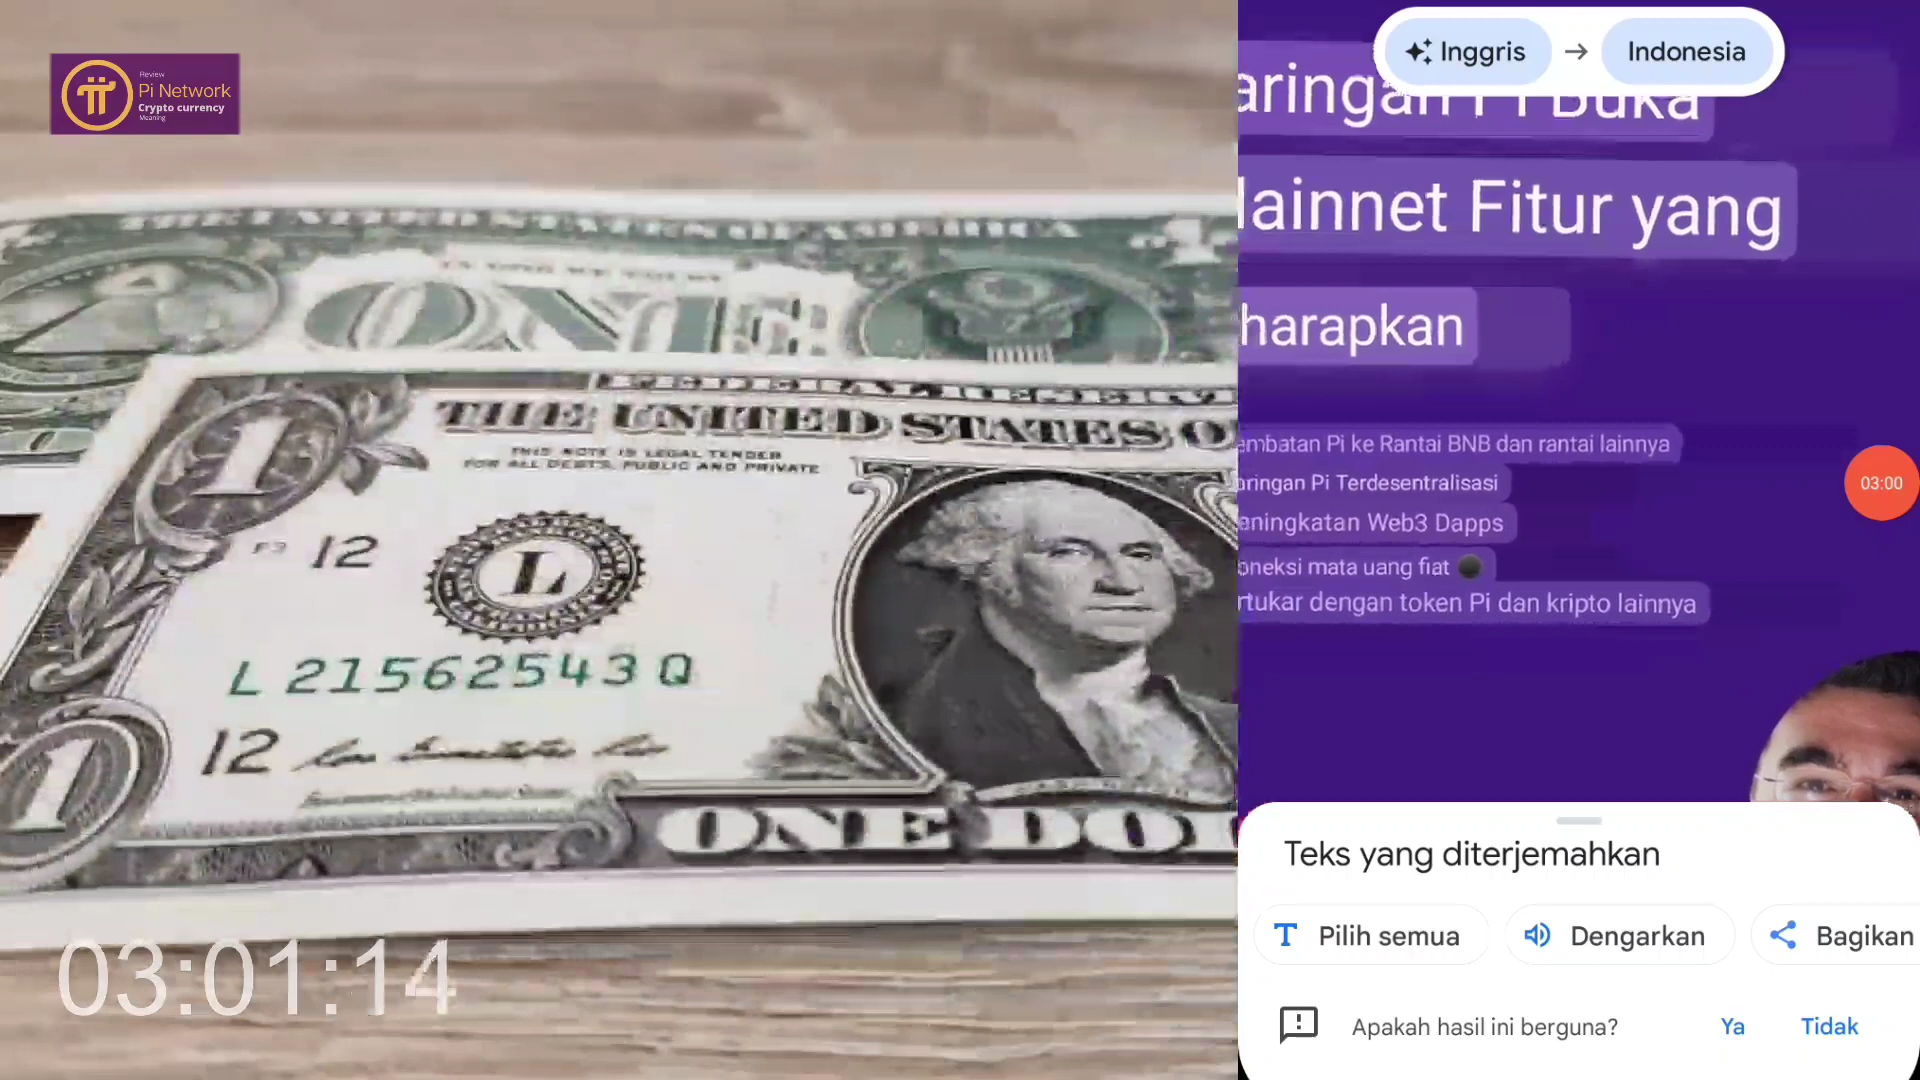 Review
Pi Network
Crypto currency
Meaning
THE UNITED STATES OF AMERICA
ONE
FEDERAL RESERVE
THE UNITED STATES O
THIS NOTE IS LEGAL TENDER
FOR ALL DEBTS, PUBLIC AND PRIVATE
1
12
L
L 21562543 Q
12
1
ONE DOL
03:01:14
Inggris → Indonesia
aringan Pi Buka
lainnet Fitur yang
harapkan
embatan Pi ke Rantai BNB dan rantai lainnya
aringan Pi Terdesentralisasi
eningkatan Web3 Dapps
oneksi mata uang fiat
rtukar dengan token Pi dan kripto lainnya
03:00
Teks yang diterjemahkan
Pilih semua
Dengarkan
Bagikan
Apakah hasil ini berguna?
Ya
Tidak